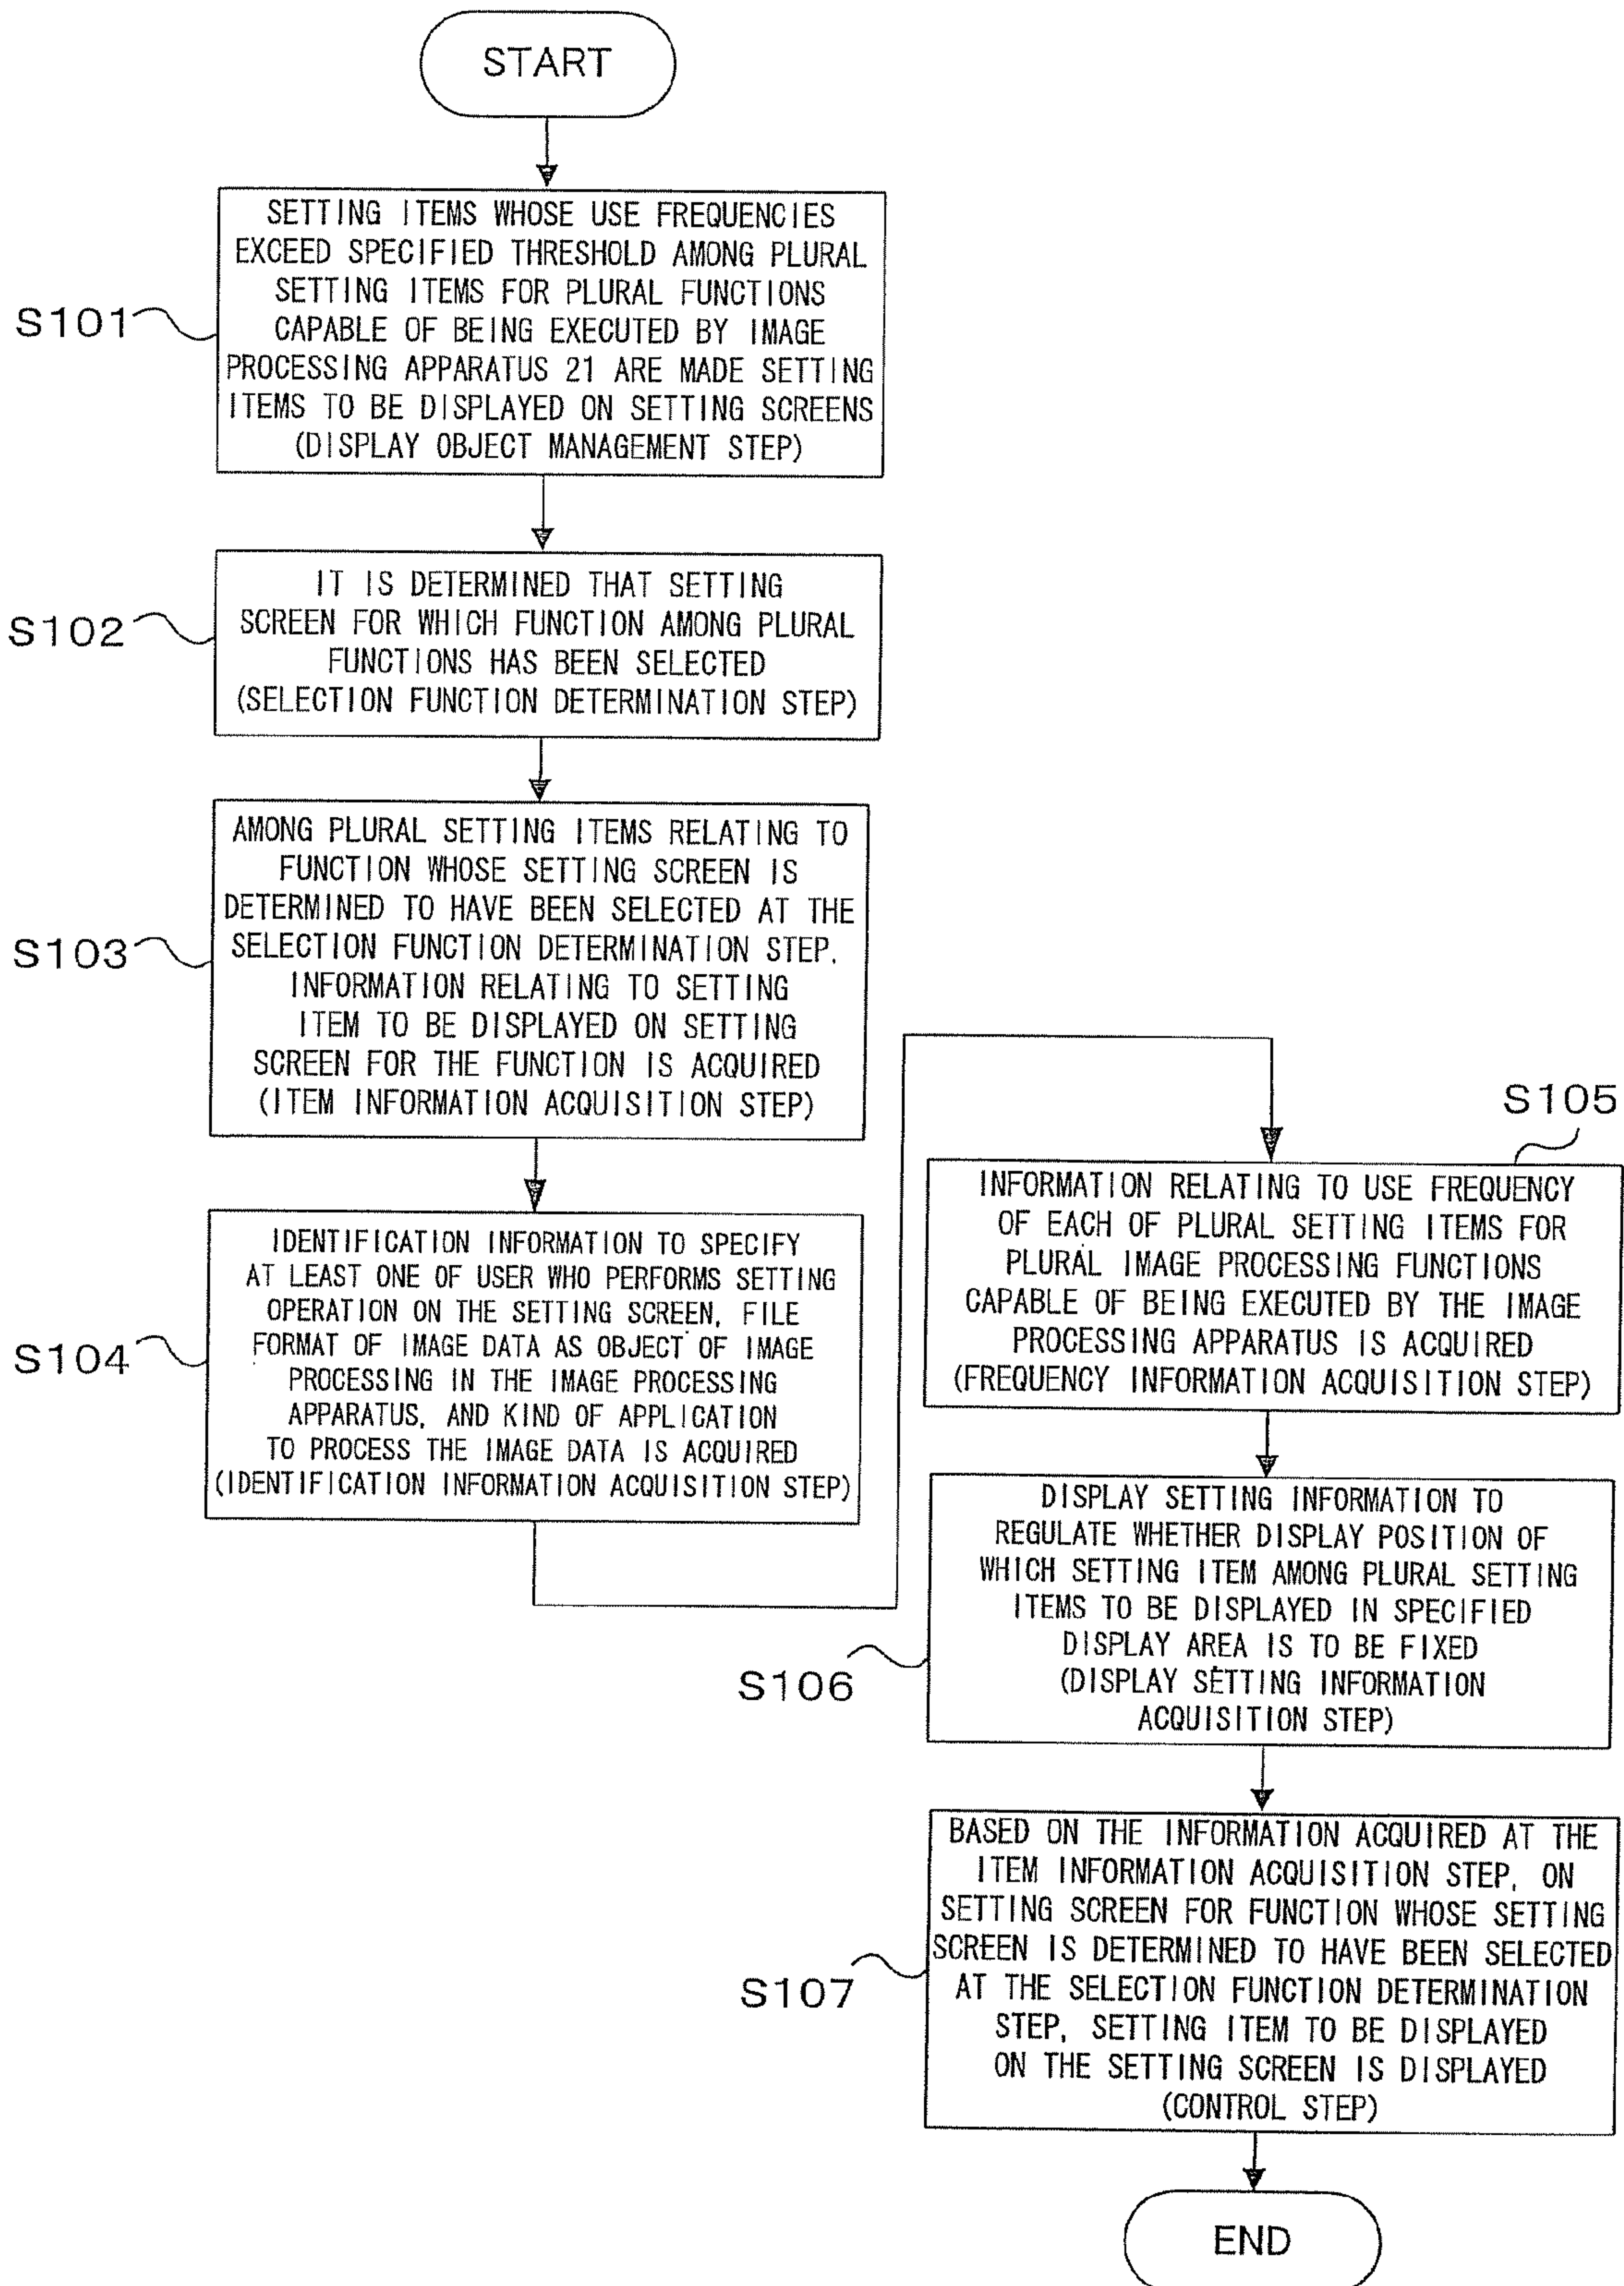 START
S101
SETTING ITEMS WHOSE USE FREQUENCIES
EXCEED SPECIFIED THRESHOLD AMONG PLURAL
SETTING ITEMS FOR PLURAL FUNCTIONS
CAPABLE OF BEING EXECUTED BY IMAGE
PROCESSING APPARATUS 21 ARE MADE SETTING
ITEMS TO BE DISPLAYED ON SETTING SCREENS
(DISPLAY OBJECT MANAGEMENT STEP)
S102
IT IS DETERMINED THAT SETTING
SCREEN FOR WHICH FUNCTION AMONG PLURAL
FUNCTIONS HAS BEEN SELECTED
(SELECTION FUNCTION DETERMINATION STEP)
S103
AMONG PLURAL SETTING ITEMS RELATING TO
FUNCTION WHOSE SETTING SCREEN IS
DETERMINED TO HAVE BEEN SELECTED AT THE
SELECTION FUNCTION DETERMINATION STEP,
INFORMATION RELATING TO SETTING
ITEM TO BE DISPLAYED ON SETTING
SCREEN FOR THE FUNCTION IS ACQUIRED
(ITEM INFORMATION ACQUISITION STEP)
S104
IDENTIFICATION INFORMATION TO SPECIFY
AT LEAST ONE OF USER WHO PERFORMS SETTING
OPERATION ON THE SETTING SCREEN, FILE
FORMAT OF IMAGE DATA AS OBJECT OF IMAGE
PROCESSING IN THE IMAGE PROCESSING
APPARATUS, AND KIND OF APPLICATION
TO PROCESS THE IMAGE DATA IS ACQUIRED
(IDENTIFICATION INFORMATION ACQUISITION STEP)
S105
INFORMATION RELATING TO USE FREQUENCY
OF EACH OF PLURAL SETTING ITEMS FOR
PLURAL IMAGE PROCESSING FUNCTIONS
CAPABLE OF BEING EXECUTED BY THE IMAGE
PROCESSING APPARATUS IS ACQUIRED
(FREQUENCY INFORMATION ACQUISITION STEP)
S106
DISPLAY SETTING INFORMATION TO
REGULATE WHETHER DISPLAY POSITION OF
WHICH SETTING ITEM AMONG PLURAL SETTING
ITEMS TO BE DISPLAYED IN SPECIFIED
DISPLAY AREA IS TO BE FIXED
(DISPLAY SETTING INFORMATION
ACQUISITION STEP)
S107
BASED ON THE INFORMATION ACQUIRED AT THE
ITEM INFORMATION ACQUISITION STEP, ON
SETTING SCREEN FOR FUNCTION WHOSE SETTING
SCREEN IS DETERMINED TO HAVE BEEN SELECTED
AT THE SELECTION FUNCTION DETERMINATION
STEP, SETTING ITEM TO BE DISPLAYED
ON THE SETTING SCREEN IS DISPLAYED
(CONTROL STEP)
END